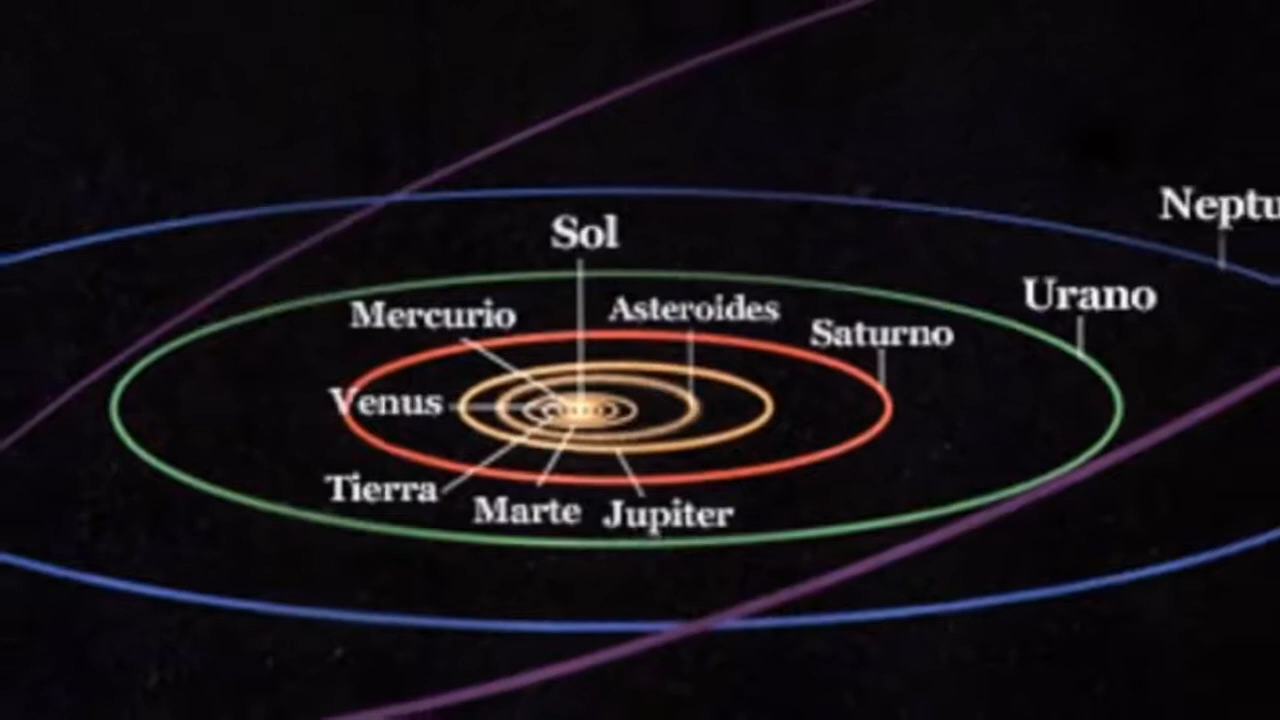 Neptu
Sol
Urano
Mercurio
Asteroides
Saturno
Venus
Tierra
Marte
Jupiter